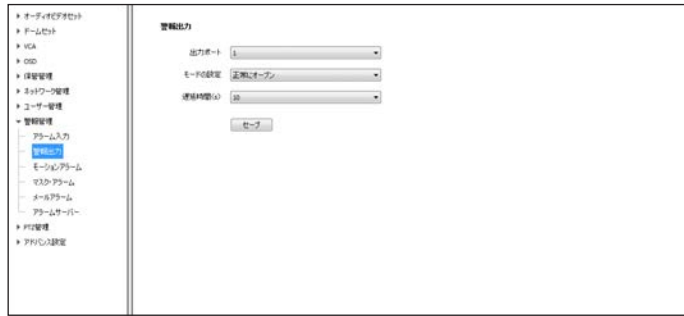 オーディオビデオセット
ドームセット
VCA
OSD
保管管理
ネットワーク管理
ユーザー管理
警報管理
アラーム入力
警報出力
モーションアラーム
マスク・アラーム
メールアラーム
アラームサーバー
PTZ管理
アドバンス設定
警報出力
出力ポート 1
モードの設定 正常にオープン
遅延時間(s) 10
セーブ